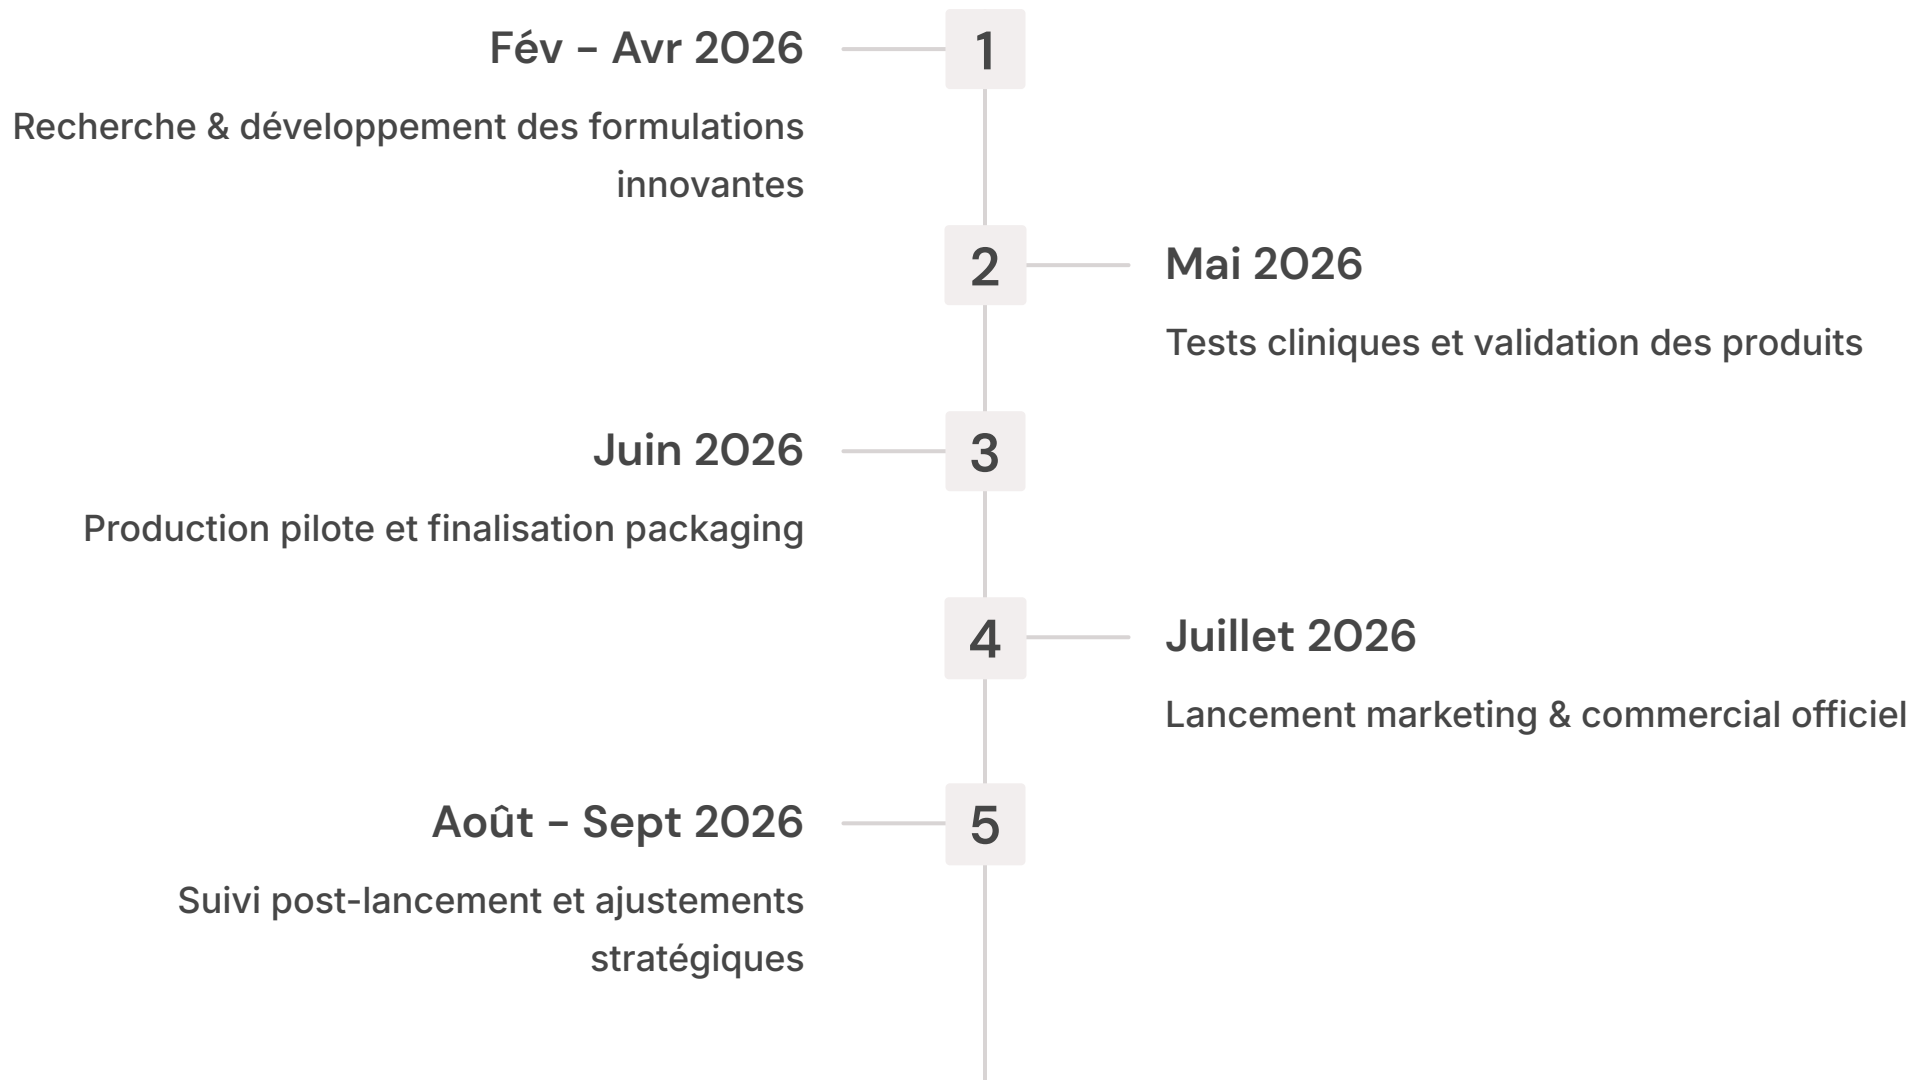 Fév – Avr 2026
1
Recherche & développement des formulations
innovantes
2
Mai 2026
Tests cliniques et validation des produits
Juin 2026
3
Production pilote et finalisation packaging
4
Juillet 2026
Lancement marketing & commercial officiel
Août – Sept 2026
5
Suivi post-lancement et ajustements
stratégiques